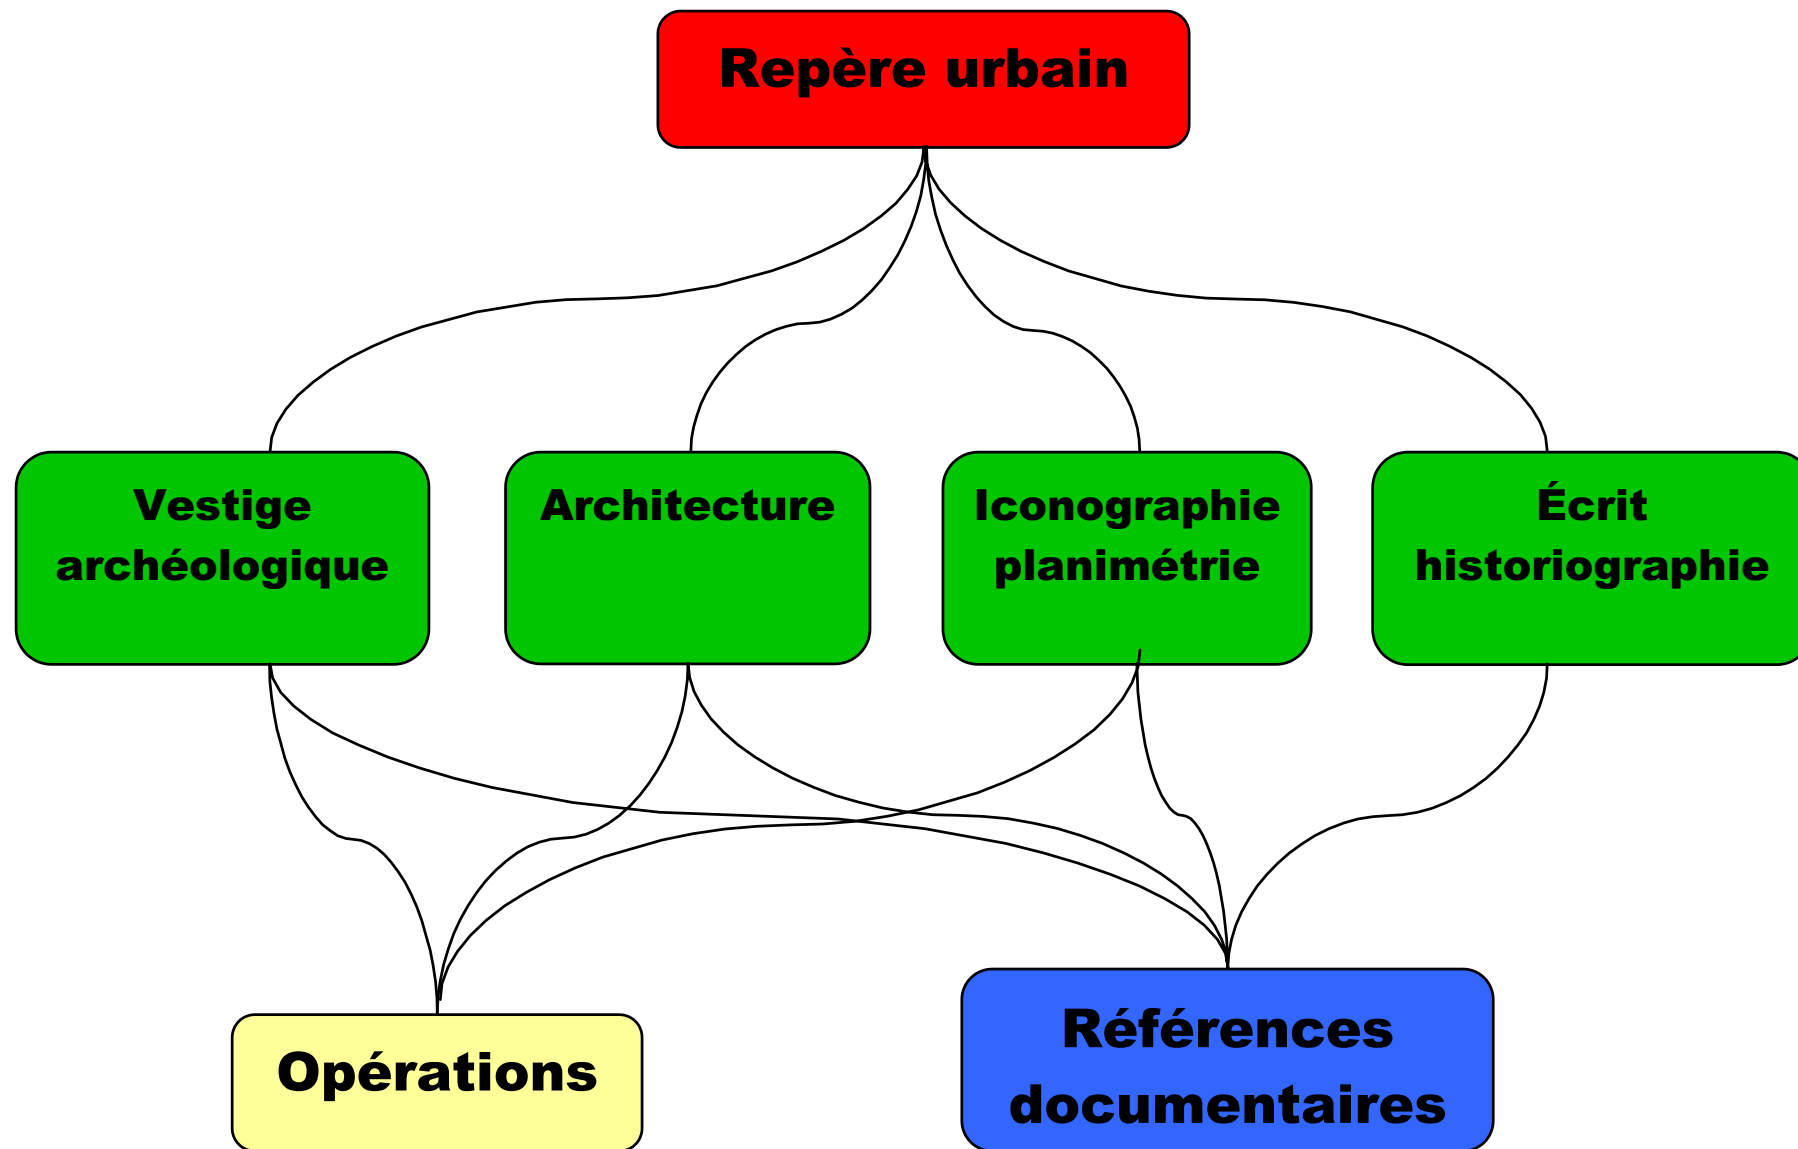 Repère urbain
Vestige
archéologique
Architecture
Iconographie
planimétrie
Écrit
historiographie
Opérations
Références
documentaires